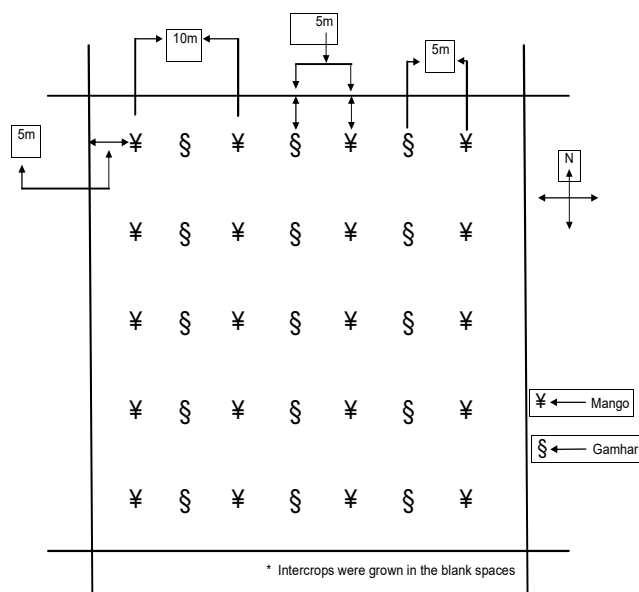 5m
10m
5m
5m
¥ § ¥ § ¥ § ¥
N
¥ § ¥ § ¥ § ¥
¥ § ¥ § ¥ § ¥
¥ § ¥ § ¥ § ¥
¥ Mango
§ Gamhar
¥ § ¥ § ¥ § ¥
* Intercrops were grown in the blank spaces